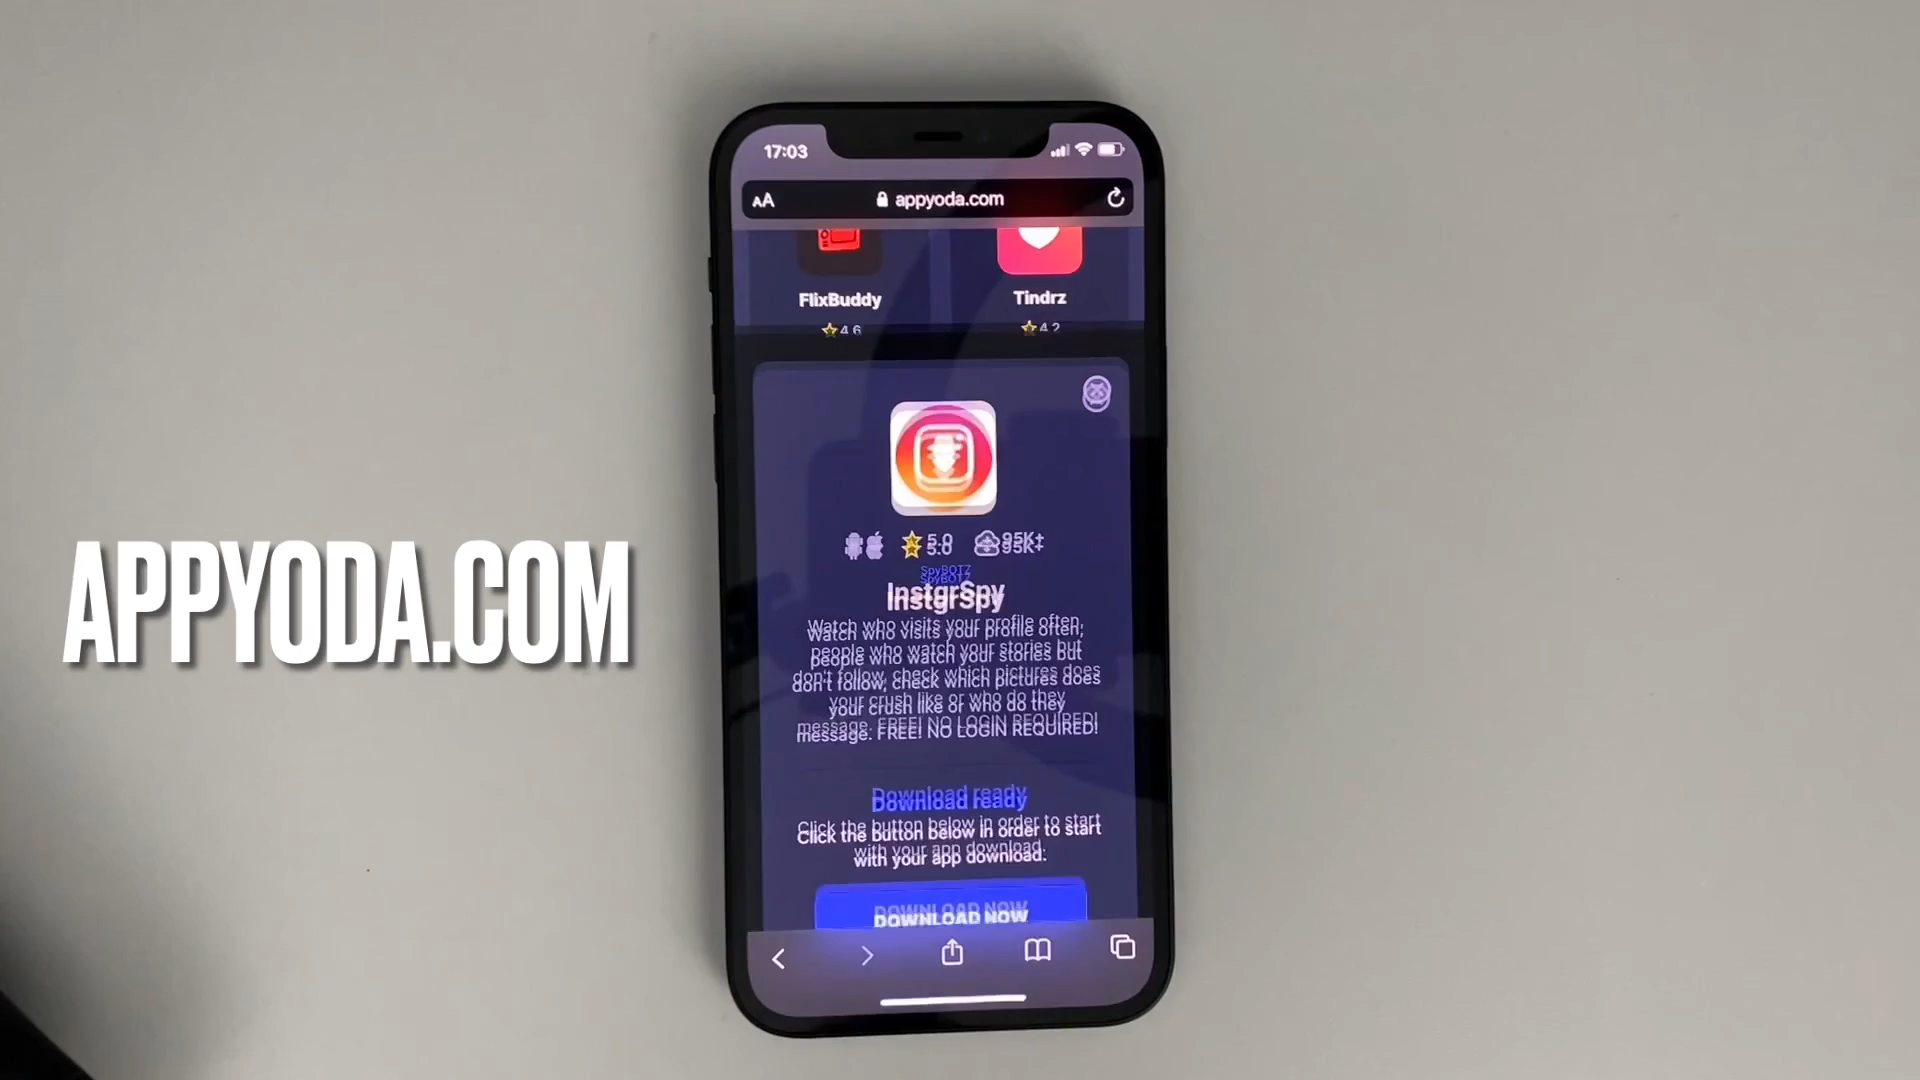 17:03
AA
appyoda.com
FlixBuddy
Tindrz
4.6
4.2
5.0
95K+
SpyBOTZ
InstgrSpy
Watch who visits your profile often,
people who watch your stories but
don't follow, check which pictures does
your crush like or who do they
message. FREE! NO LOGIN REQUIRED!
Download ready
Click the button below in order to start
with your app download.
DOWNLOAD NOW
APPYODA.COM